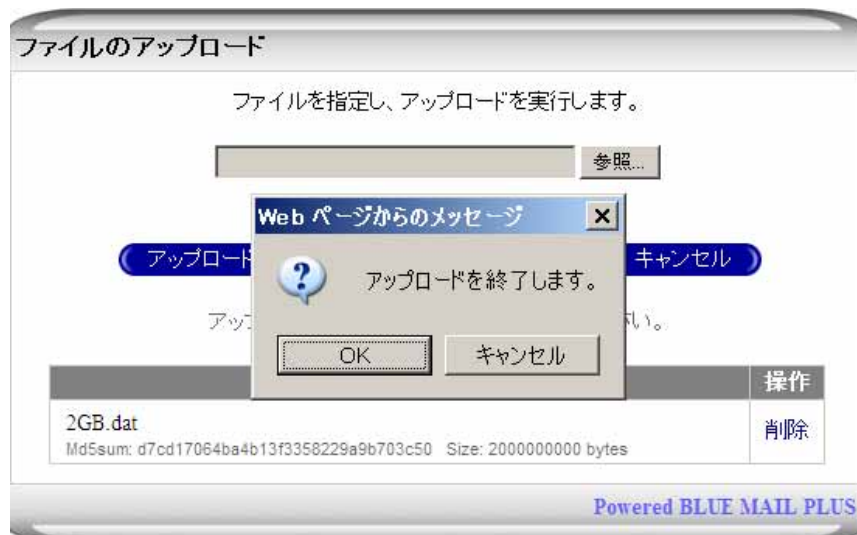 ファイルのアップロード
ファイルを指定し、アップロードを実行します。
参照...
Web ページからのメッセージ
アップロードを終了します。
OK
キャンセル
アップロード
キャンセル
アップ
さい。
操作
2GB.dat
削除
Md5sum: d7cd17064ba4b13f3358229a9b703c50 Size: 2000000000 bytes
Powered BLUE MAIL PLUS